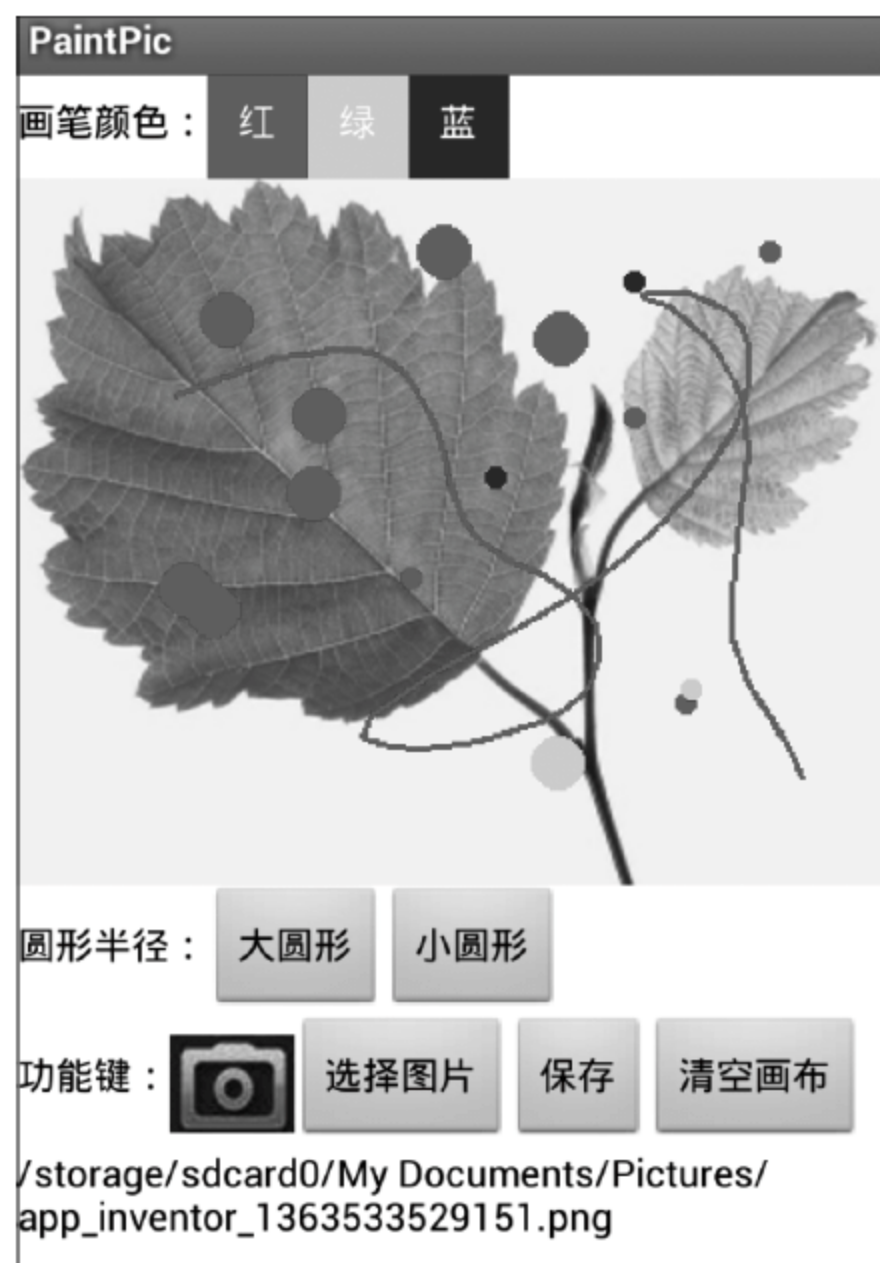 PaintPic
画笔颜色： 红 绿 蓝
圆形半径： 大圆形 小圆形
功能键： 选择图片 保存 清空画布
/storage/sdcard0/My Documents/Pictures/
app_inventor_1363533529151.png